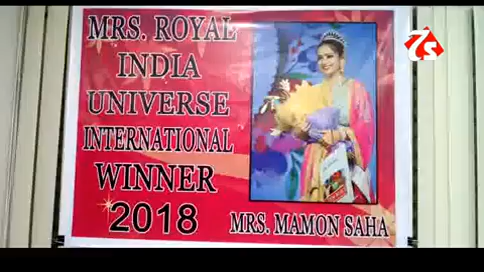 MRS. ROYAL
INDIA
UNIVERSE
INTERNATIONAL
WINNER
2018
MRS. MAMON SAHA